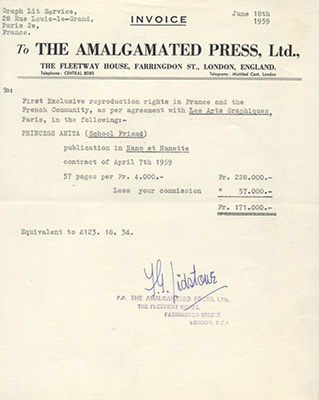 Graph Lit Service,
28 Rue Louis-le-Grand,
Paris 2e,
France.
INVOICE
June 18th
1959
To THE AMALGAMATED PRESS, Ltd.,
THE FLEETWAY HOUSE, FARRINGDON ST., LONDON, ENGLAND.
Telephone: CENTRAL 8080 Telegrams: Mizlded Cent, London
To:
First Exclusive reproduction rights in France and the
French Community, as per agreement with Les Arts Graphiques,
Paris, in the following:-
PRINCESS ANITA (School Friend)
publication in Nano et Nanette
contract of April 7th 1959
57 pages per Fr. 4.000- Fr. 228.000-
Less your commission " 57.000-
Fr. 171.000-
Equivalent to £123. 18. 3d.
Lidstone
P.P. THE AMALGAMATED PRESS, LTD.,
THE FLEETWAY HOUSE,
FARRINGDON STREET,
LONDON, E.C.4